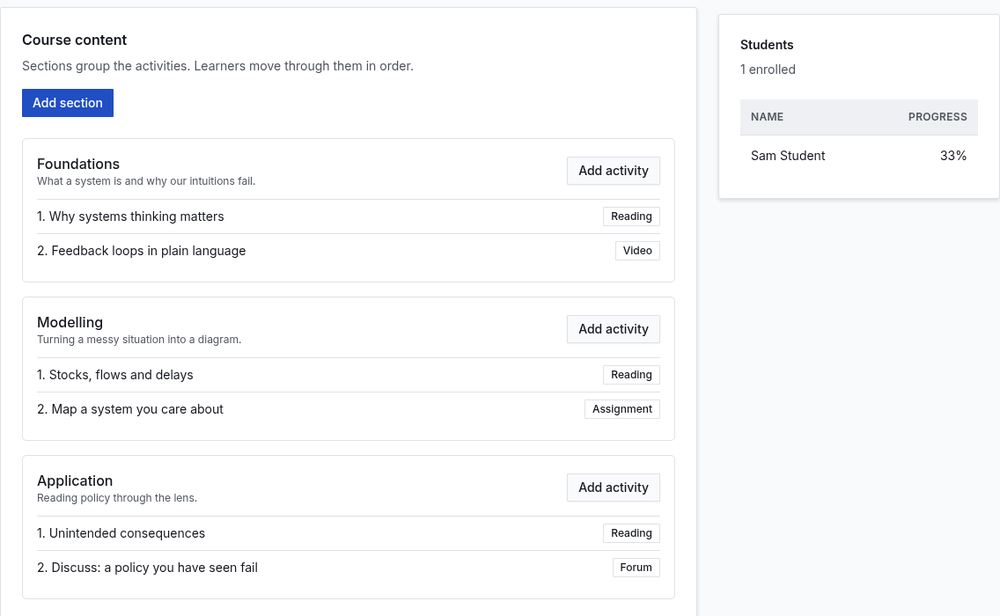 Course content
Sections group the activities. Learners move through them in order.
Add section
Foundations
What a system is and why our intuitions fail.
Add activity
1. Why systems thinking matters
Reading
2. Feedback loops in plain language
Video
Modelling
Turning a messy situation into a diagram.
Add activity
1. Stocks, flows and delays
Reading
2. Map a system you care about
Assignment
Application
Reading policy through the lens.
Add activity
1. Unintended consequences
Reading
2. Discuss: a policy you have seen fail
Forum
Students
1 enrolled
NAME PROGRESS
Sam Student 33%